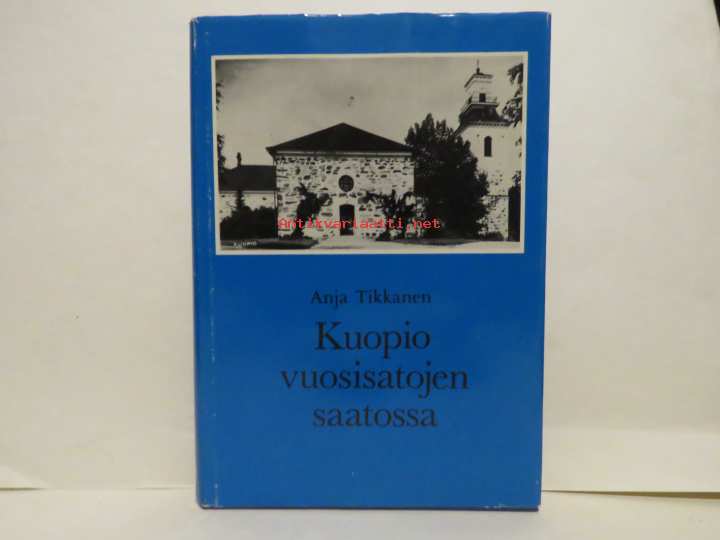 Antikvariaatti.net
KUOPIO
Anja Tikkanen
Kuopio
vuosisatojen
saatossa